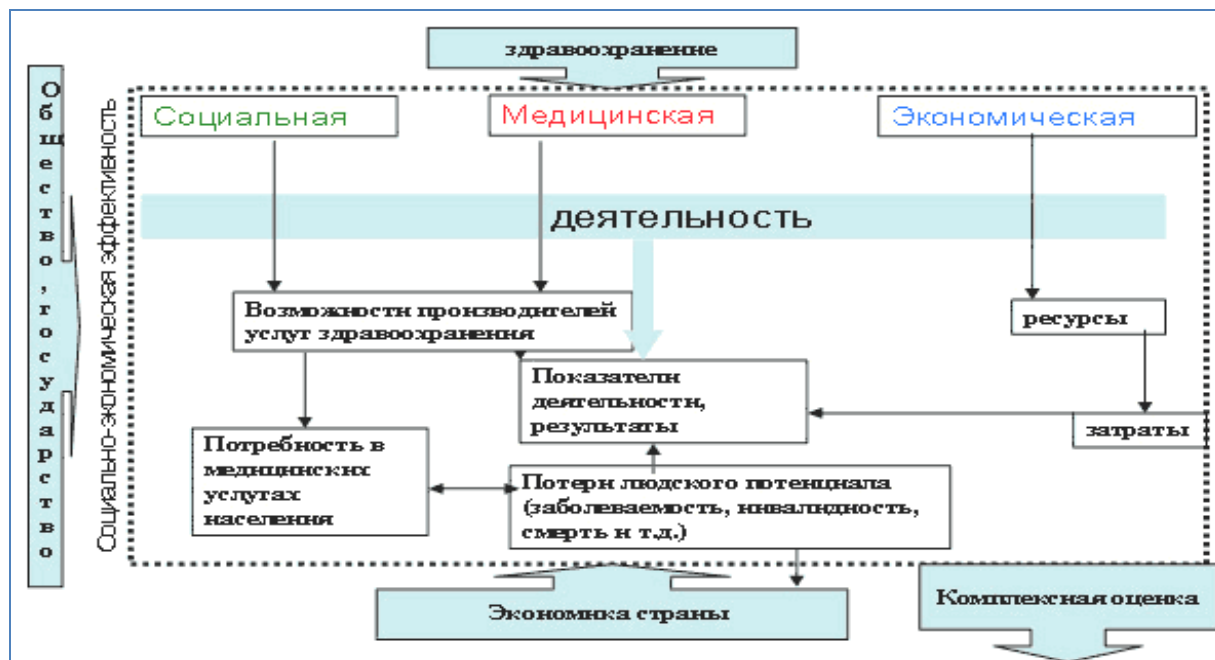 здравоохранение
Общество, государство
Социально-экономическая эффективность
Социальная
Медицинская
Экономическая
деятельность
Возможности производителей
услуг здравоохранения
ресурсы
Показатели
деятельности,
результаты
затраты
Потребность в
медицинских
услугах
населения
Потери людского потенциала
(заболеваемость, инвалидность,
смерть и т.д.)
Экономика страны
Комплексная оценка